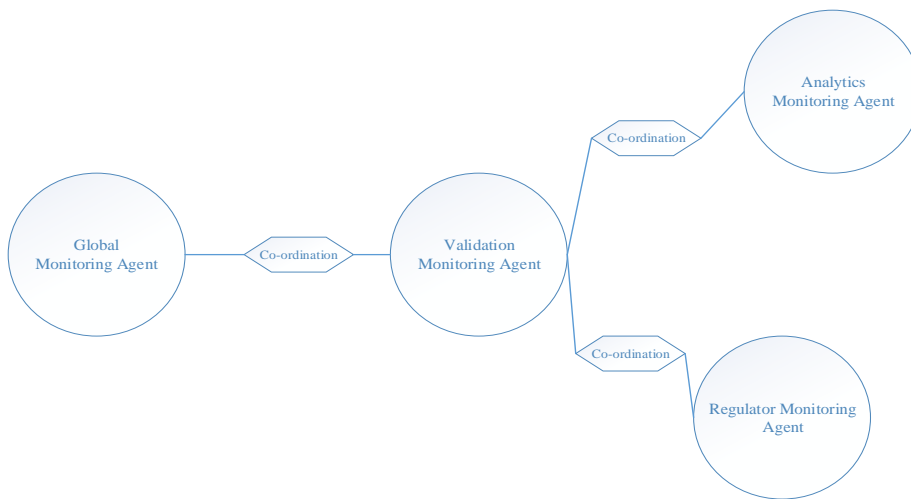 Analytics
Monitoring Agent
Co-ordination
Global
Monitoring Agent
Co-ordination
Validation
Monitoring Agent
Co-ordination
Regulator Monitoring
Agent